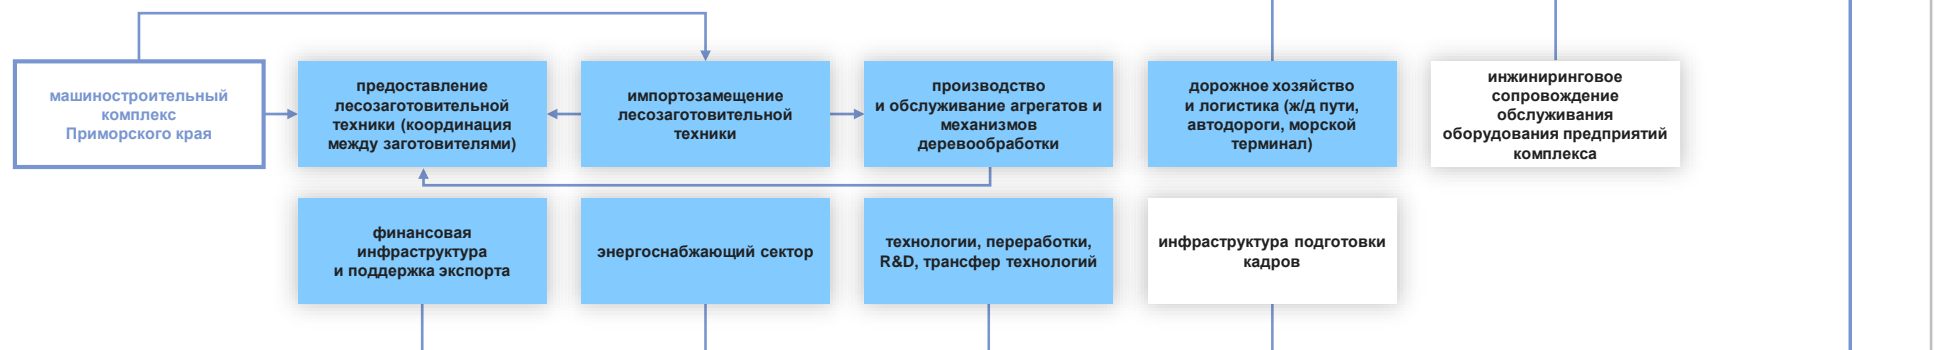 машиностроительный
комплекс
Приморского края
предоставление
лесозаготовительной
техники (координация
между заготовителями)
импортозамещение
лесозаготовительной
техники
производство
и обслуживание агрегатов и
механизмов
деревообработки
дорожное хозяйство
и логистика (ж/д пути,
автодороги, морской
терминал)
инжиниринговое
сопровождение
обслуживания
оборудования предприятий
комплекса
финансовая
инфраструктура
и поддержка экспорта
энергоснабжающий сектор
технологии, переработки,
R&D, трансфер технологий
инфраструктура подготовки
кадров